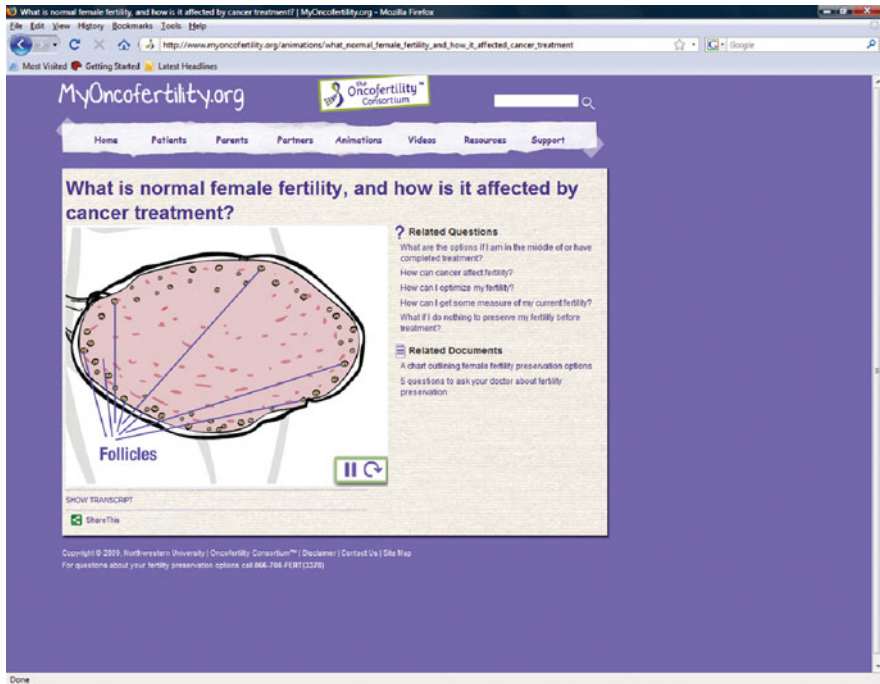 What is normal female fertility, and how is it affected by cancer treatment? | MyOncofertility.org - Mozilla Firefox
File Edit View History Bookmarks Tools Help
http://www.myoncofertility.org/animations/what_normal_female_fertility_and_how_it_affected_cancer_treatment
Google
Most Visited Getting Started Latest Headlines
MyOncofertility.org
the
Oncofertility™
Consortium
Home Patients Parents Partners Animations Videos Resources Support
What is normal female fertility, and how is it affected by
cancer treatment?
? Related Questions
What are the options if I am in the middle of or have
completed treatment?
How can cancer affect fertility?
How can I optimize my fertility?
How can I get some measure of my current fertility?
What if I do nothing to preserve my fertility before
treatment?
Related Documents
A chart outlining female fertility preservation options
5 questions to ask your doctor about fertility
preservation
Follicles
SHOW TRANSCRIPT
ShareThis
Copyright © 2009, Northwestern University | Oncofertility Consortium™ | Disclaimer | Contact Us | Site Map
For questions about your fertility preservation options call 866-708-FERT(3378)
Done